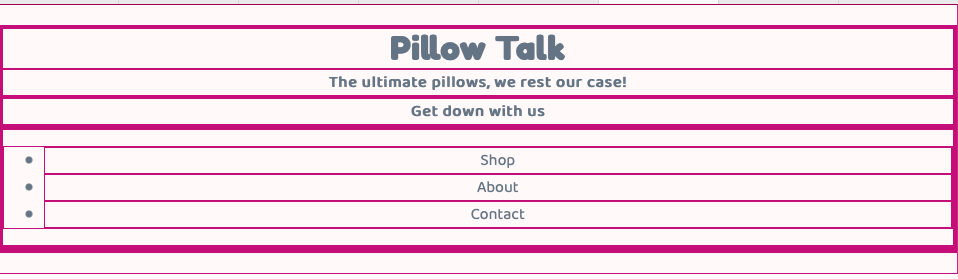 Pillow Talk
The ultimate pillows, we rest our case!
Get down with us
Shop
About
Contact